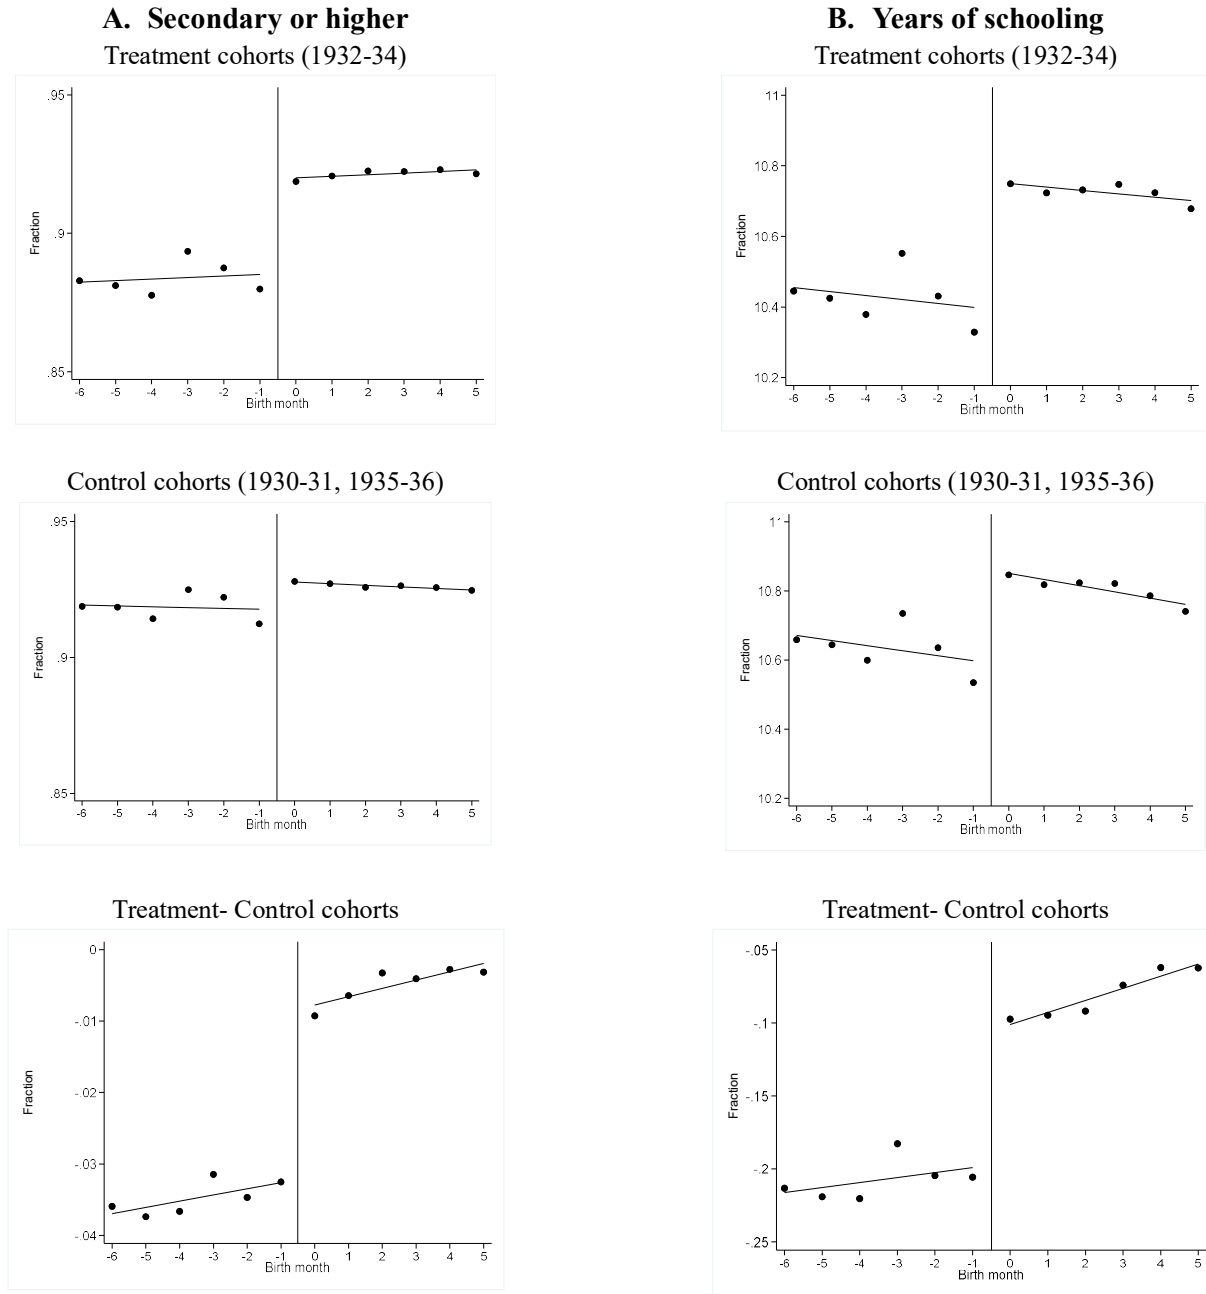 A. Secondary or higher
Treatment cohorts (1932-34)
.95
.9
.85
Fraction
-6 -5 -4 -3 -2 -1 0 1 2 3 4 5
Birth month
Control cohorts (1930-31, 1935-36)
.95
.9
.85
Fraction
-6 -5 -4 -3 -2 -1 0 1 2 3 4 5
Birth month
Treatment- Control cohorts
0
-.01
-.02
-.03
-.04
Fraction
-6 -5 -4 -3 -2 -1 0 1 2 3 4 5
Birth month
B. Years of schooling
Treatment cohorts (1932-34)
11
10.8
10.6
10.4
10.2
Fraction
-6 -5 -4 -3 -2 -1 0 1 2 3 4 5
Birth month
Control cohorts (1930-31, 1935-36)
10.8
10.6
10.4
10.2
Fraction
-6 -5 -4 -3 -2 -1 0 1 2 3 4 5
Birth month
Treatment- Control cohorts
-.05
-.1
-.15
-.2
-.25
Fraction
-6 -5 -4 -3 -2 -1 0 1 2 3 4 5
Birth month